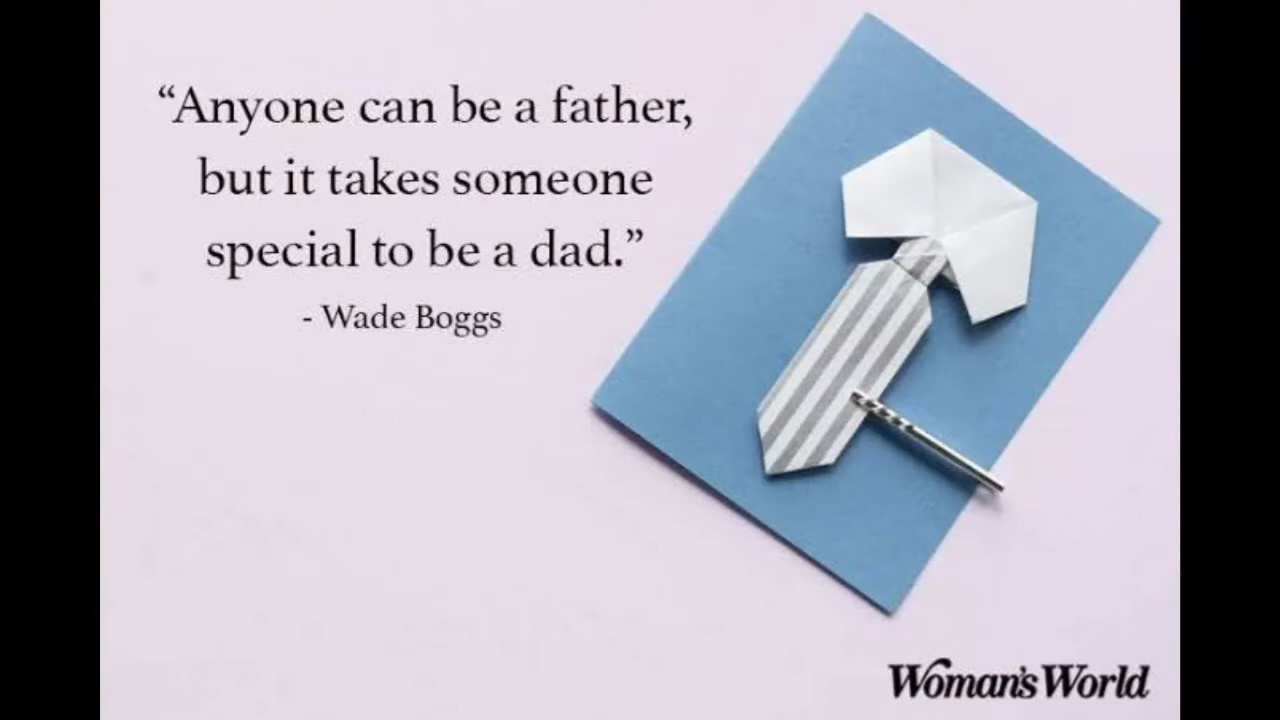 “Anyone can be a father,
but it takes someone
special to be a dad.”
- Wade Boggs
Woman's World